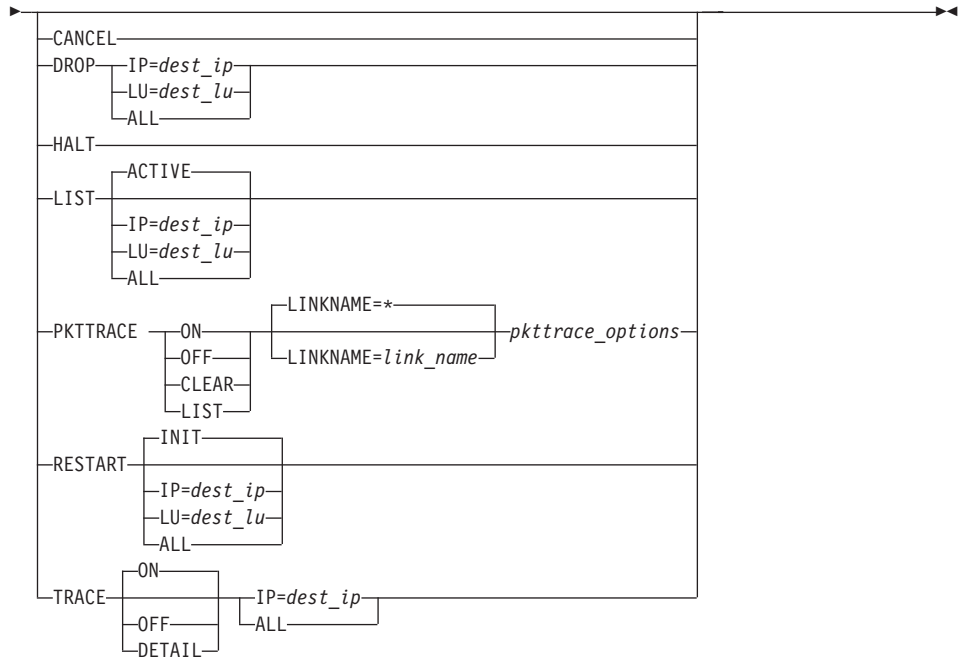 CANCEL
DROP IP=dest_ip
LU=dest_lu
ALL
HALT
ACTIVE
LIST
IP=dest_ip
LU=dest_lu
ALL
LINKNAME=*
PKTTRACE ON pkttrace_options
OFF LINKNAME=link_name
CLEAR
LIST
INIT
RESTART
IP=dest_ip
LU=dest_lu
ALL
ON
TRACE IP=dest_ip
OFF ALL
DETAIL